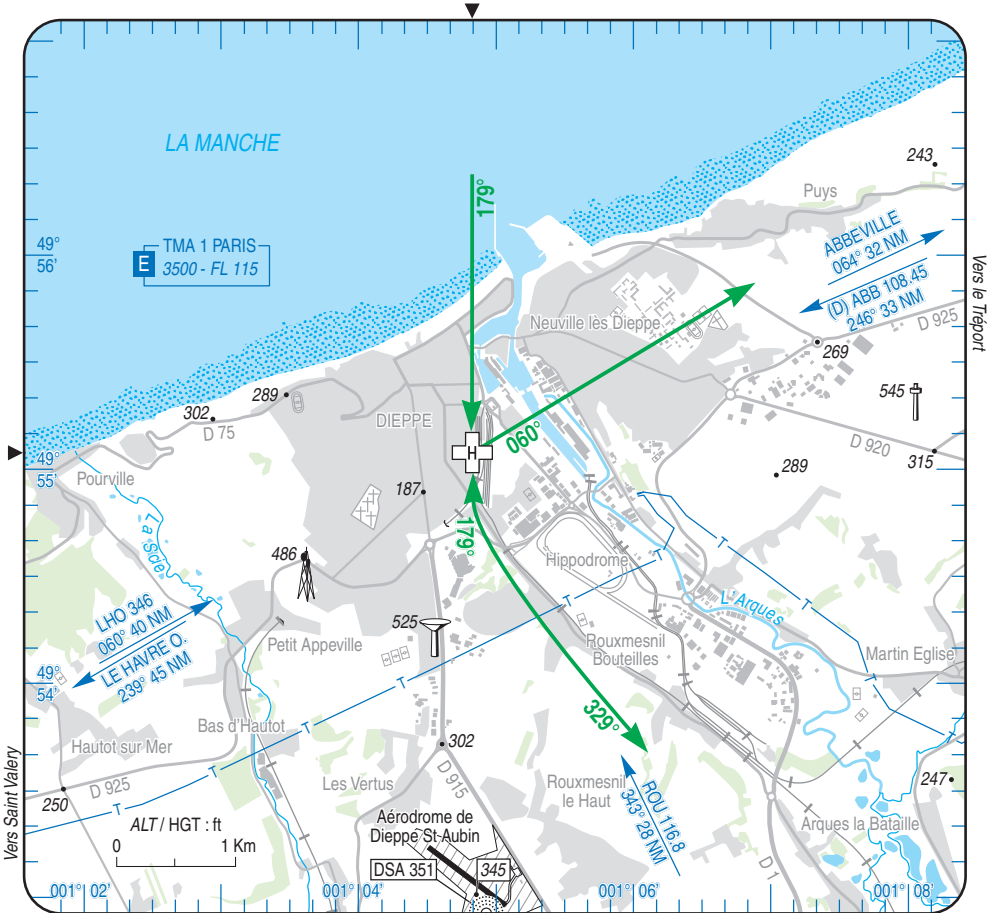 LA MANCHE
243
Puys
179°
49°
56'
E
TMA 1 PARIS
3500 - FL 115
ABBEVILLE
064° 32 NM
(D) ABB 108.45
246° 33 NM
Vers le Tréport
D 925
Neuville lès Dieppe
269
289
302
D 75
DIEPPE
545
060°
H
D 920
315
49°
55'
Pourville
187
289
179°
La Side
486
Hippodrome
L'Arques
LHO 346
060° 40 NM
LE HAVRE O.
239° 45 NM
525
Petit Appeville
Rouxmesnil
Bouteilles
Martin Eglise
49°
54'
T
T
T
T
T
T
T
T
329°
Bas d'Hautot
Hautot sur Mer
302
D 915
Les Vertus
Rouxmesnil
le Haut
ROU 116.8
343° 28 NM
247
D 925
250
Vers Saint Valery
ALT / HGT : ft
0
1 Km
Aérodrome de
Dieppe St-Aubin
DSA 351
345
Arques la Bataille
D 1
001° 02'
001° 04'
001° 06'
001° 08'